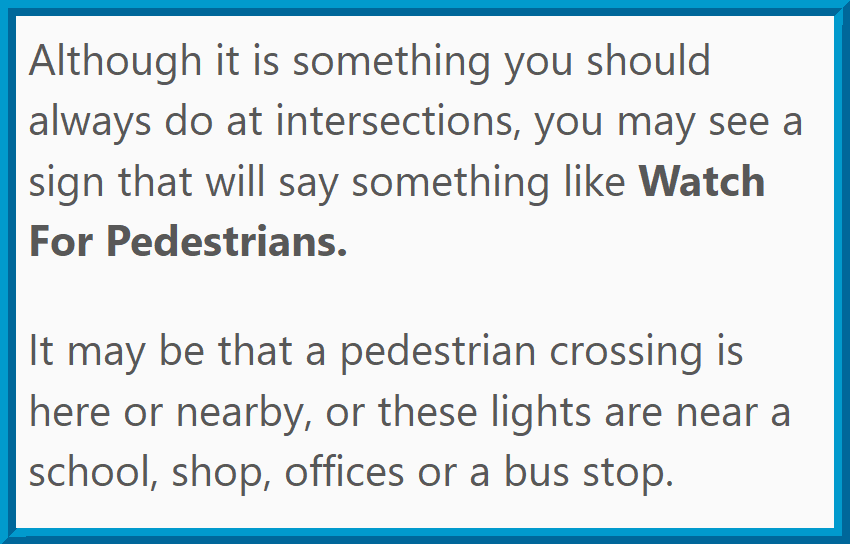 Although it is something you should
always do at intersections, you may see a
sign that will say something like Watch
For Pedestrians.
It may be that a pedestrian crossing is
here or nearby, or these lights are near a
school, shop, offices or a bus stop.